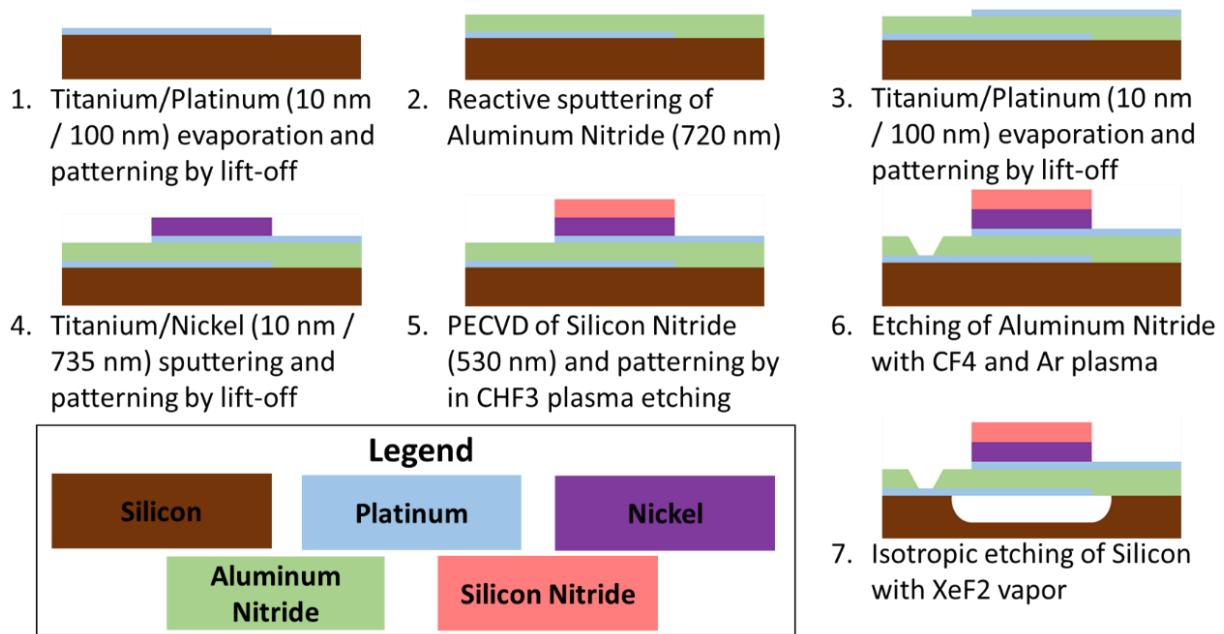 1. Titanium/Platinum (10 nm
/ 100 nm) evaporation and
patterning by lift-off
2. Reactive sputtering of
Aluminum Nitride (720 nm)
3. Titanium/Platinum (10 nm
/ 100 nm) evaporation and
patterning by lift-off
4. Titanium/Nickel (10 nm /
735 nm) sputtering and
patterning by lift-off
5. PECVD of Silicon Nitride
(530 nm) and patterning by
in CHF3 plasma etching
6. Etching of Aluminum Nitride
with CF4 and Ar plasma
Legend
Silicon
Platinum
Nickel
Aluminum
Nitride
Silicon Nitride
7. Isotropic etching of Silicon
with XeF2 vapor